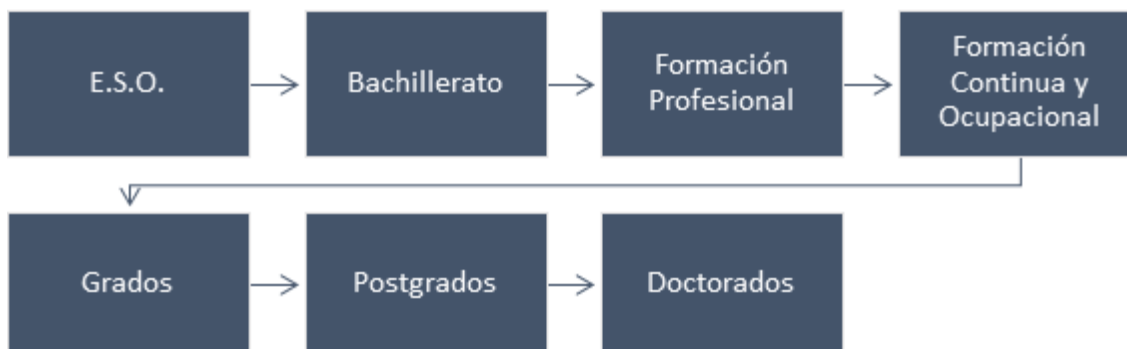 E.S.O.
Bachillerato
Formación
Profesional
Formación
Continua y
Ocupacional
Grados
Postgrados
Doctorados